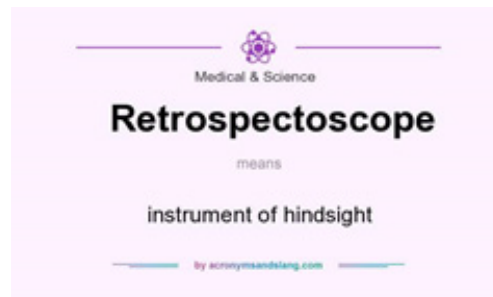 Medical & Science
Retrospectoscope
means
instrument of hindsight
by acronymsandslang.com